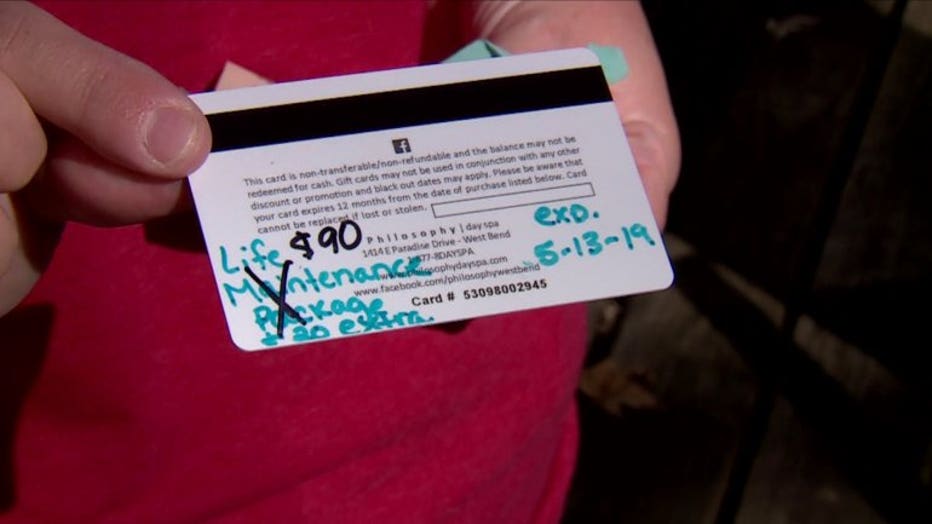 f
This card is non-transferable/non-refundable and the balance may not be
redeemed for cash. Gift cards may not be used in conjunction with any other
discount or promotion and black out dates may apply. Please be aware that
your card expires 12 months from the date of purchase listed below. Card
cannot be replaced if lost or stolen.
$90
Philosophy | day spa
1414 E Paradise Drive - West Bend
1-877-8DAYSPA
www.philosophydayspa.com
www.facebook.com/philosophywestbend
Card # 53098002945
Life
Maintenance
Package
$20 extra.
exp.
5-13-19